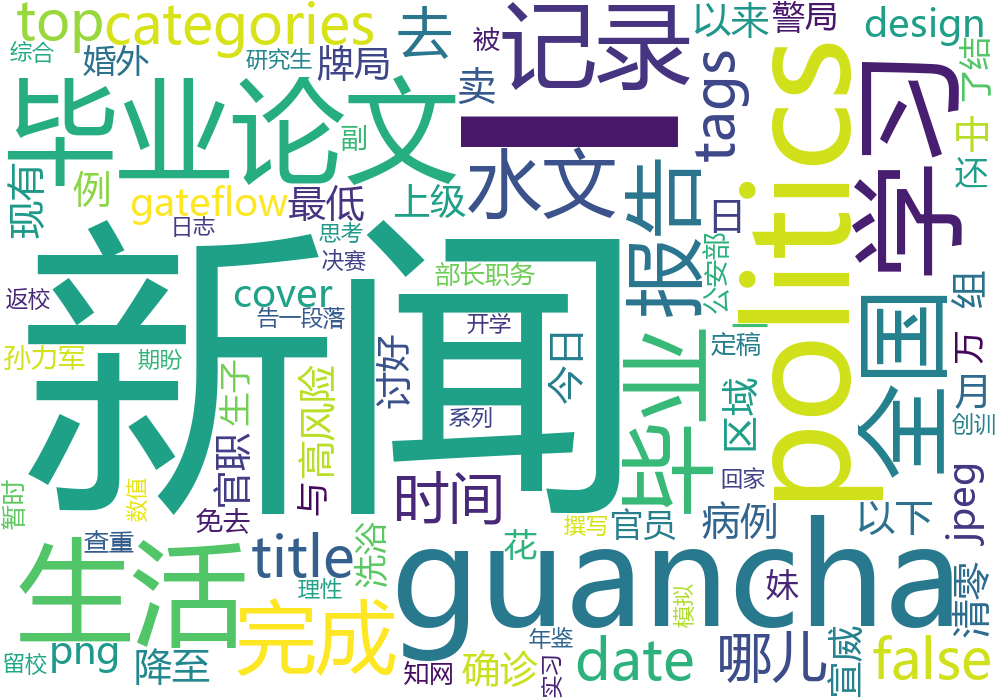 top
categories
去
记录
以来
警局
design
综合
婚外
研究生
牌局
被
卖
tags
politics
学习
了结
毕业论文
副
水文
中
还
现有
例
gateflow
最低
上级
报告
日
全国
日志
思考
决赛
部长职务
公安部
新闻
返校
cover
告一段落
开学
孙力军
期盼
生子
高风险
讨好
今日
毕业
定稿
组
万
月
系列
区域
创训
暂时
数值
官职
与
时间
回家
jpeg
免去
撰写
官员
病例
以下
查重
title
洗浴
花
guancha
生活
理性
完成
妹
模拟
清零
留校
png
降至
知网
确诊
年鉴
实习
date
哪儿
宣威
false